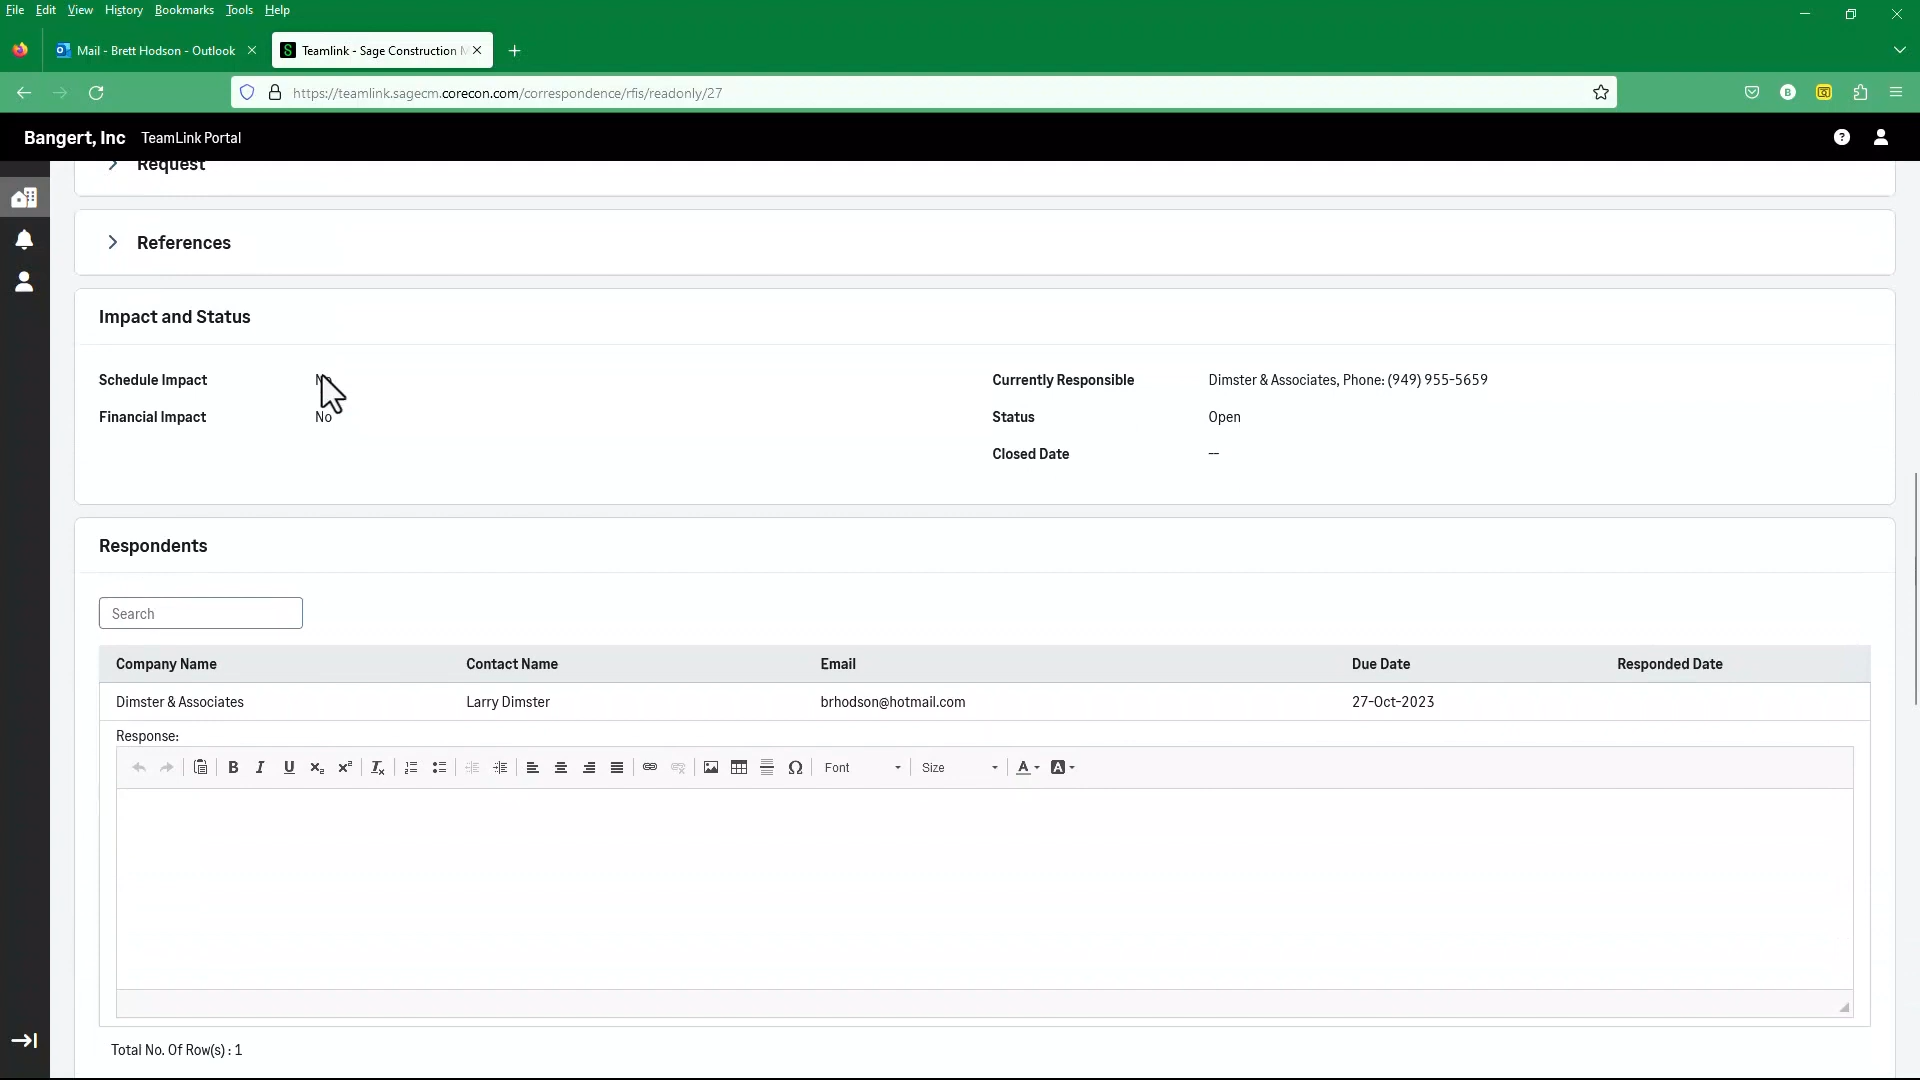 File Edit View History Bookmarks Tools Help
Mail - Brett Hodson - Outlook
Teamlink - Sage Construction M
https://teamlink.sagecm.corecon.com/correspondence/rfis/readonly/27
Bangert, Inc TeamLink Portal
Request
References
Impact and Status
Schedule Impact No Currently Responsible Dimster & Associates, Phone: (949) 955-5659
Financial Impact No Status Open
Closed Date --
Respondents
Search
Company Name Contact Name Email Due Date Responded Date
Dimster & Associates Larry Dimster brhodson@hotmail.com 27-Oct-2023
Response:
Font Size
Total No. Of Row(s) : 1